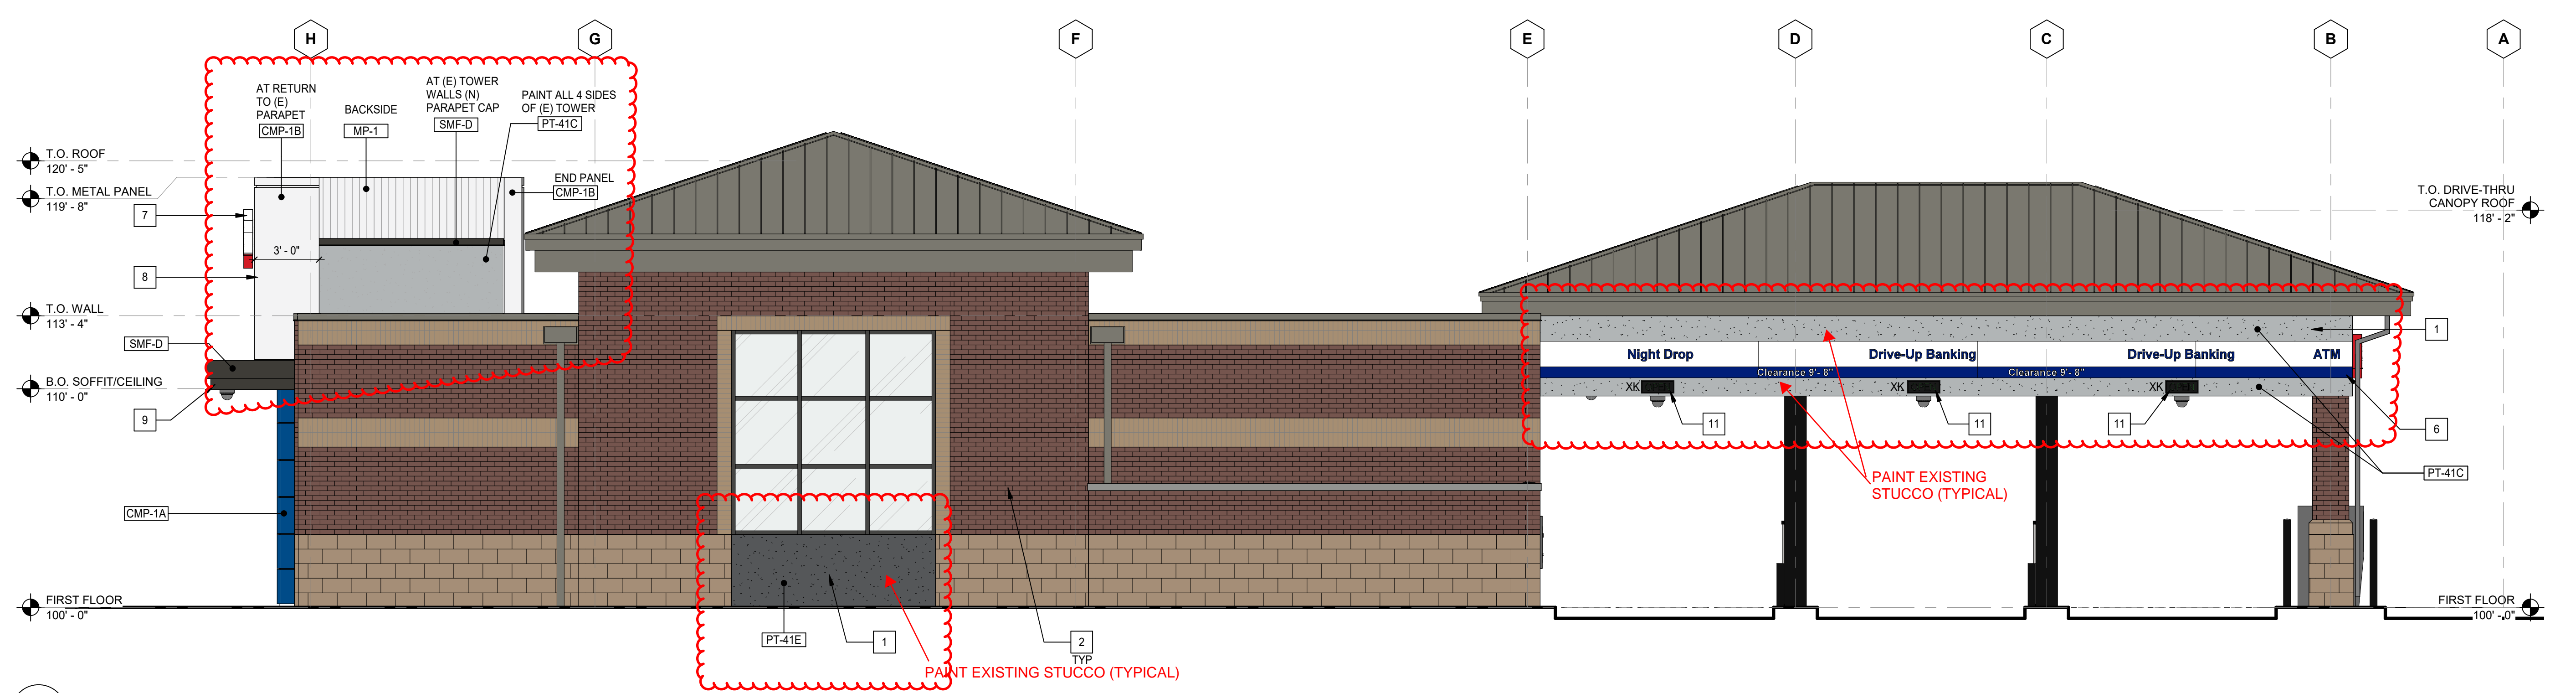 H
G
F
E
D
C
B
A
AT RETURN
TO (E)
PARAPET
CMP-1B
BACKSIDE
MP-1
AT (E) TOWER
WALLS (N)
PARAPET CAP
SMF-D
PAINT ALL 4 SIDES
OF (E) TOWER
PT-41C
END PANEL
CMP-1B
T.O. ROOF
120' - 5"
T.O. METAL PANEL
119' - 8"
7
3' - 0"
8
T.O. WALL
113' - 4"
SMF-D
B.O. SOFFIT/CEILING
110' - 0"
9
CMP-1A
FIRST FLOOR
100' - 0"
T.O. DRIVE-THRU
CANOPY ROOF
118' - 2"
1
Night Drop
Drive-Up Banking
Drive-Up Banking
ATM
Clearance 9'- 8"
Clearance 9'- 8"
XK
XK
XK
11
11
11
6
PT-41C
PAINT EXISTING
STUCCO (TYPICAL)
FIRST FLOOR
100' - 0"
PT-41E
1
2
TYP
PAINT EXISTING STUCCO (TYPICAL)